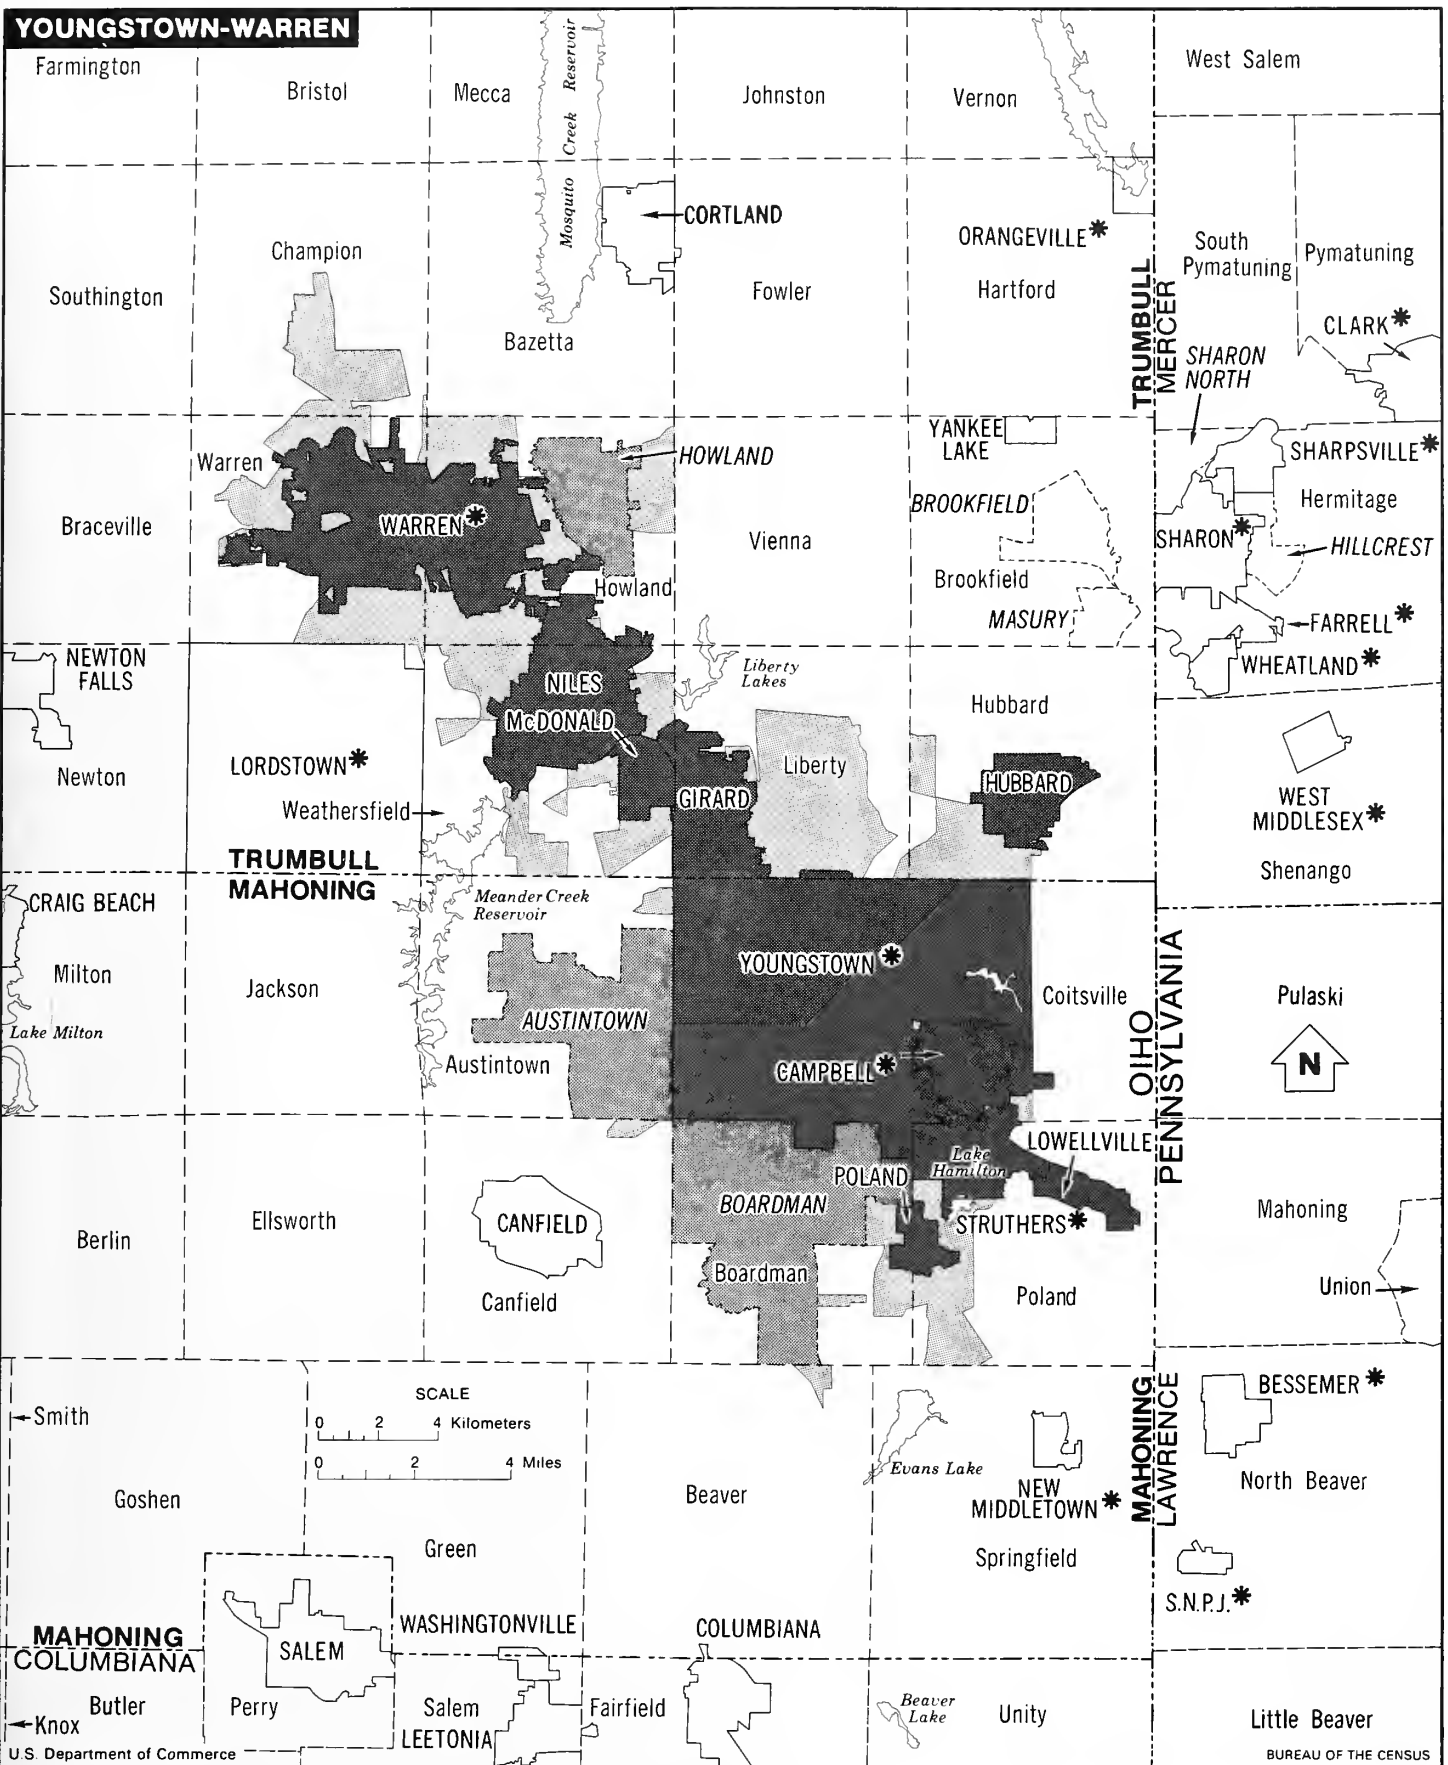 YOUNGSTOWN-WARREN
Farmington
Bristol
Mecca
Mosquito Creek Reservoir
Johnston
Vernon
West Salem
CORTLAND
ORANGEVILLE*
South
Pymatuning
Pymatuning
Champion
Southington
Fowler
Hartford
TRUMBULL
MERCER
CLARK*
Bazetta
SHARON
NORTH
YANKEE
LAKE
SHARPSVILLE*
Warren
HOWLAND
BROOKFIELD
Hermitage
Braceville
WARREN*
Vienna
SHARON*
HILLCREST
Howland
Brookfield
MASURY
FARRELL*
NEWTON
FALLS
Liberty
Lakes
WHEATLAND*
NILES
McDONALD
Hubbard
LORDSTOWN*
Newton
Liberty
HUBBARD
GIRARD
Weathersfield
WEST
MIDDLESEX*
TRUMBULL
MAHONING
Shenango
CRAIG BEACH
Meander Creek
Reservoir
YOUNGSTOWN*
Milton
Jackson
Coitsville
Pulaski
AUSTINTOWN
Lake Milton
OIHO
PENNSYLVANIA
N
Austintown
CAMPBELL*
LOWELLVILLE
Lake
Hamilton
POLAND
BOARDMAN
STRUTHERS*
Ellsworth
CANFIELD
Mahoning
Berlin
Boardman
Union
Canfield
Poland
SCALE
0 2 4 Kilometers
0 2 4 Miles
Smith
MAHONING
LAWRENCE
BESSEMER*
Evans Lake
North Beaver
Goshen
Beaver
NEW
MIDDLETOWN*
Green
Springfield
S.N.P.J.*
WASHINGTONVILLE
COLUMBIANA
MAHONING
COLUMBIANA
SALEM
Butler
Perry
Salem
Fairfield
Beaver
Lake
Unity
Little Beaver
Knox
LEETONIA
U.S. Department of Commerce
BUREAU OF THE CENSUS